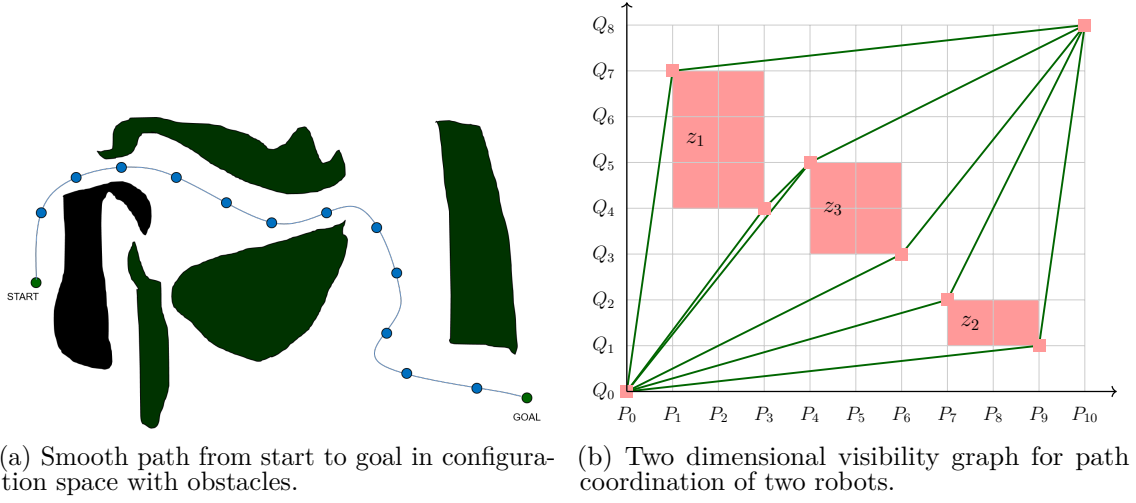 START
GOAL
(a) Smooth path from start to goal in configura-
tion space with obstacles.
Q₈
Q₇
Q₆
Q₅
Q₄
Q₃
Q₂
Q₁
Q₀
z₁
z₃
z₂
P₀ P₁ P₂ P₃ P₄ P₅ P₆ P₇ P₈ P₉ P₁₀
(b) Two dimensional visibility graph for path
coordination of two robots.